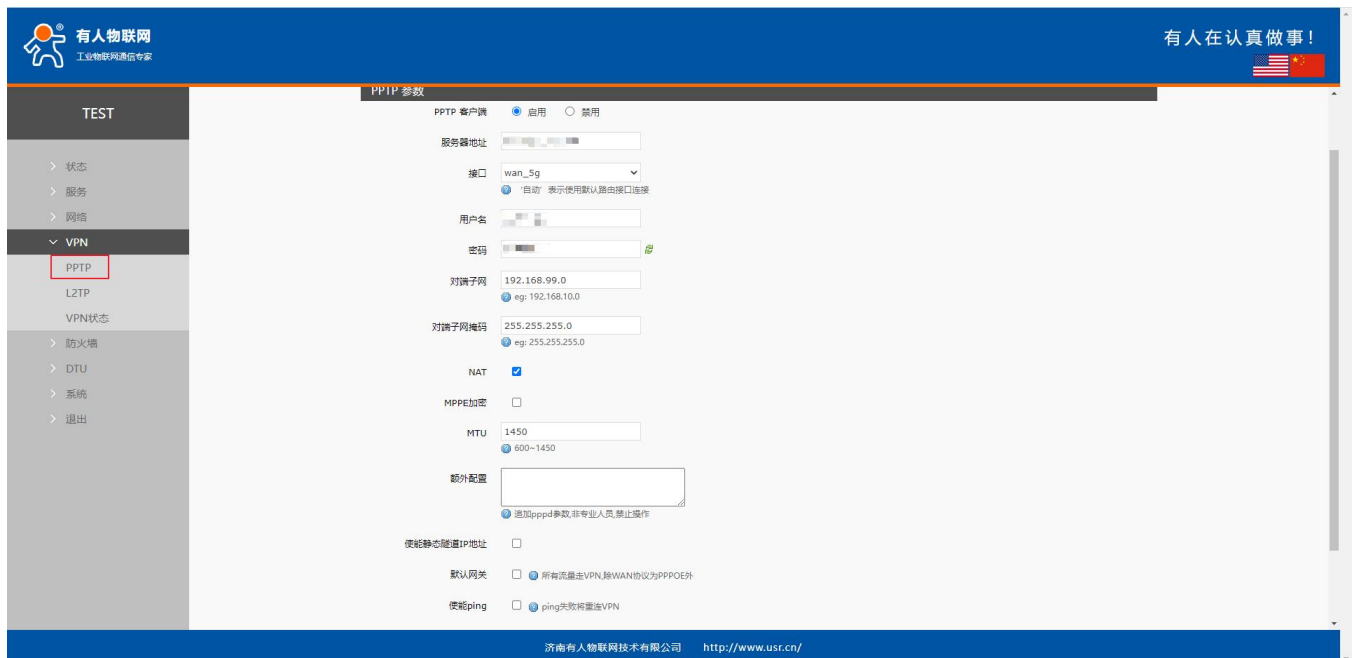 有人物联网
工业物联网通信专家
有人在认真做事!
TEST
状态
服务
网络
VPN
PPTP
L2TP
VPN状态
防火墙
DTU
系统
退出
PPTP 参数
PPTP 客户端 启用 禁用
服务器地址
接口 wan_5g
‘自动’表示使用默认路由接口连接
用户名
密码
对端子网 192.168.99.0
eg: 192.168.10.0
对端子网掩码 255.255.255.0
eg: 255.255.255.0
NAT
MPPE加密
MTU 1450
600~1450
额外配置
追加pppd参数,非专业人员,禁止操作
使能静态隧道IP地址
默认网关 所有流量走VPN,除WAN协议为PPPOE外
使能ping ping失败将重连VPN
济南有人物联网技术有限公司 http://www.usr.cn/